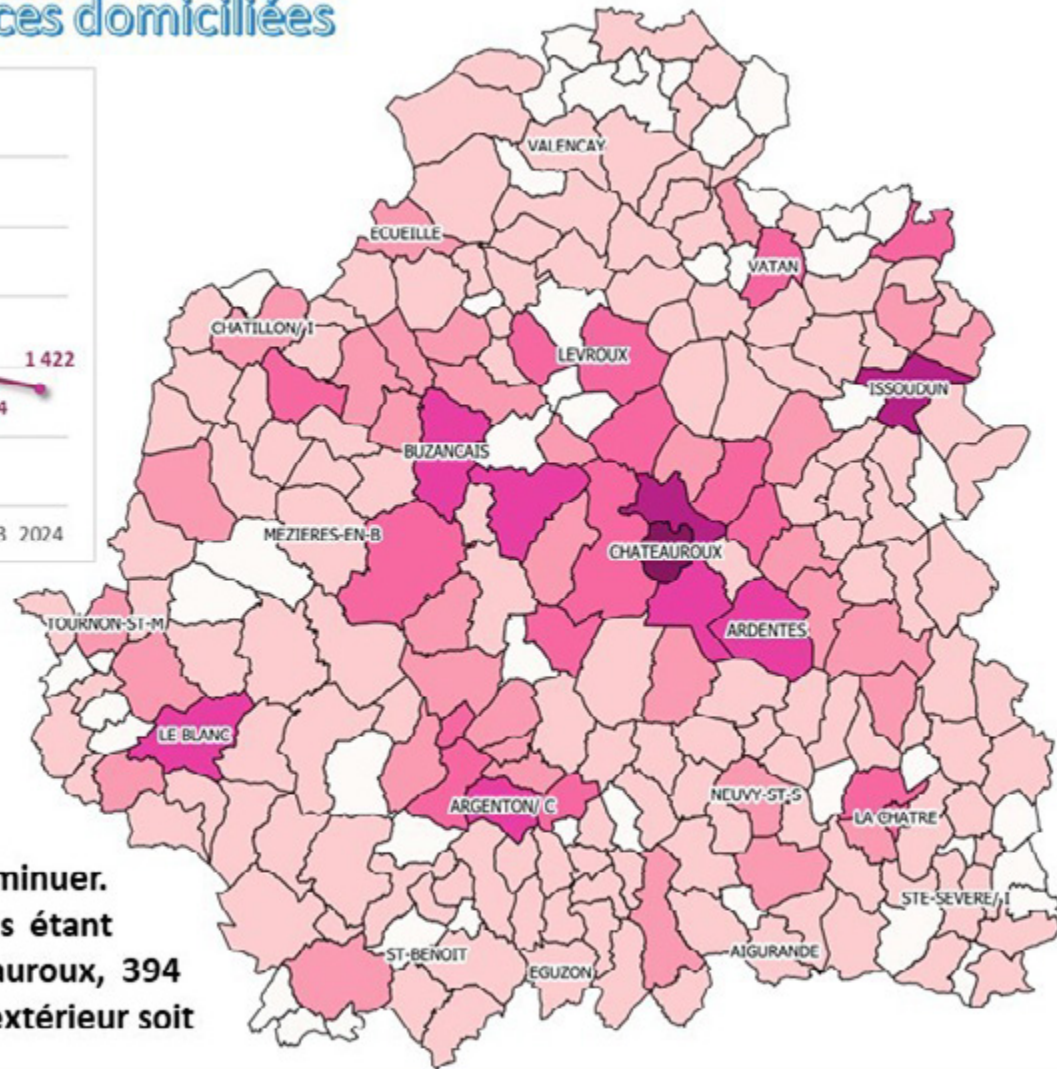 ces domiciliées
1 422
4
3 2024
VALENCAY
ECUEILLE
VATAN
CHATILLON/ I
LEVROUX
ISSOUDUN
BUZANCAIS
MEZIERES-EN-B
CHATEAUROUX
TOURNON-ST-M
ARDENTES
LE BLANC
ARGENTON/ C
NEUVY-ST-S
LA CHATRE
STE-SEVERE/ I
ST-BENOIT
AIGURANDE
EGUZON
minuer.
s étant
auroux, 394
extérieur soit